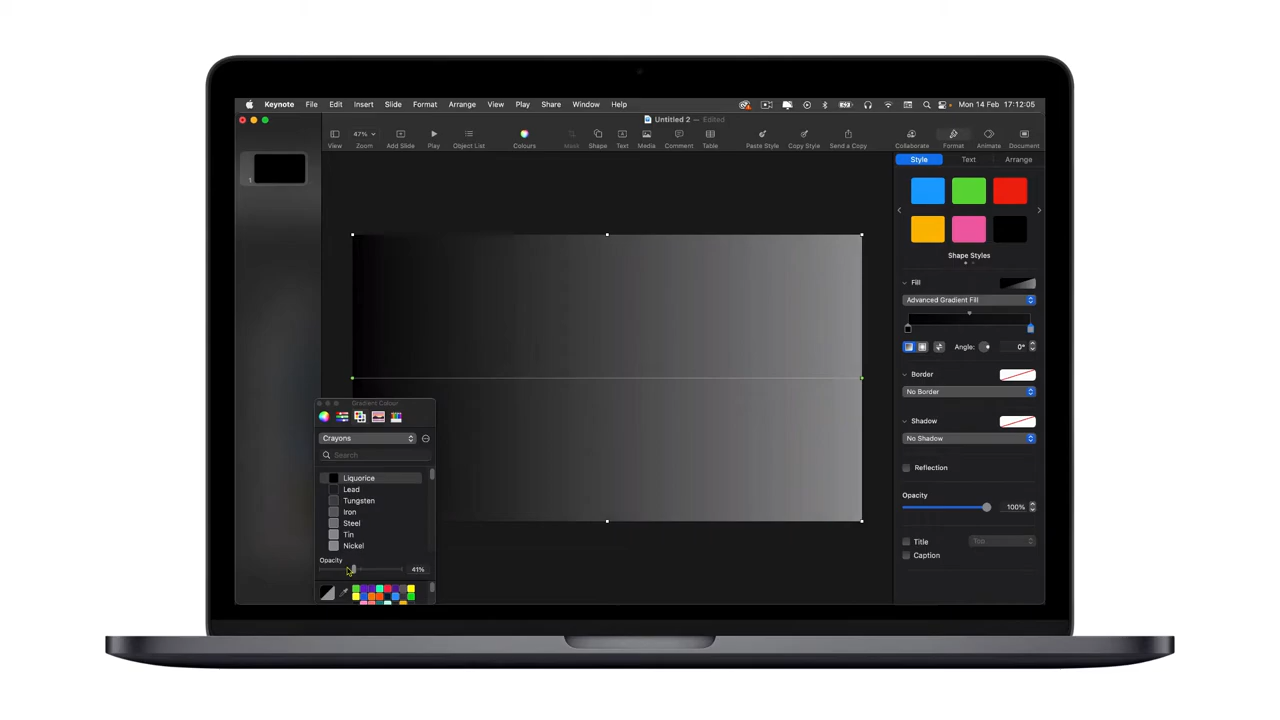 Keynote File Edit Insert Slide Format Arrange View Play Share Window Help Mon 14 Feb 17:12:05
Untitled 2 — Edited
47%
View Zoom Add Slide Play Object List Colours Mask Shape Text Media Comment Table Paste Style Copy Style Send a Copy Collaborate Format Animate Document
Style Text Arrange
1
Shape Styles
Fill
Advanced Gradient Fill
Angle: 0°
Border
No Border
Shadow
No Shadow
Reflection
Opacity
100%
Title Top
Caption
Gradient Colour
Crayons
Search
Liquorice
Lead
Tungsten
Iron
Steel
Tin
Nickel
Opacity
41%